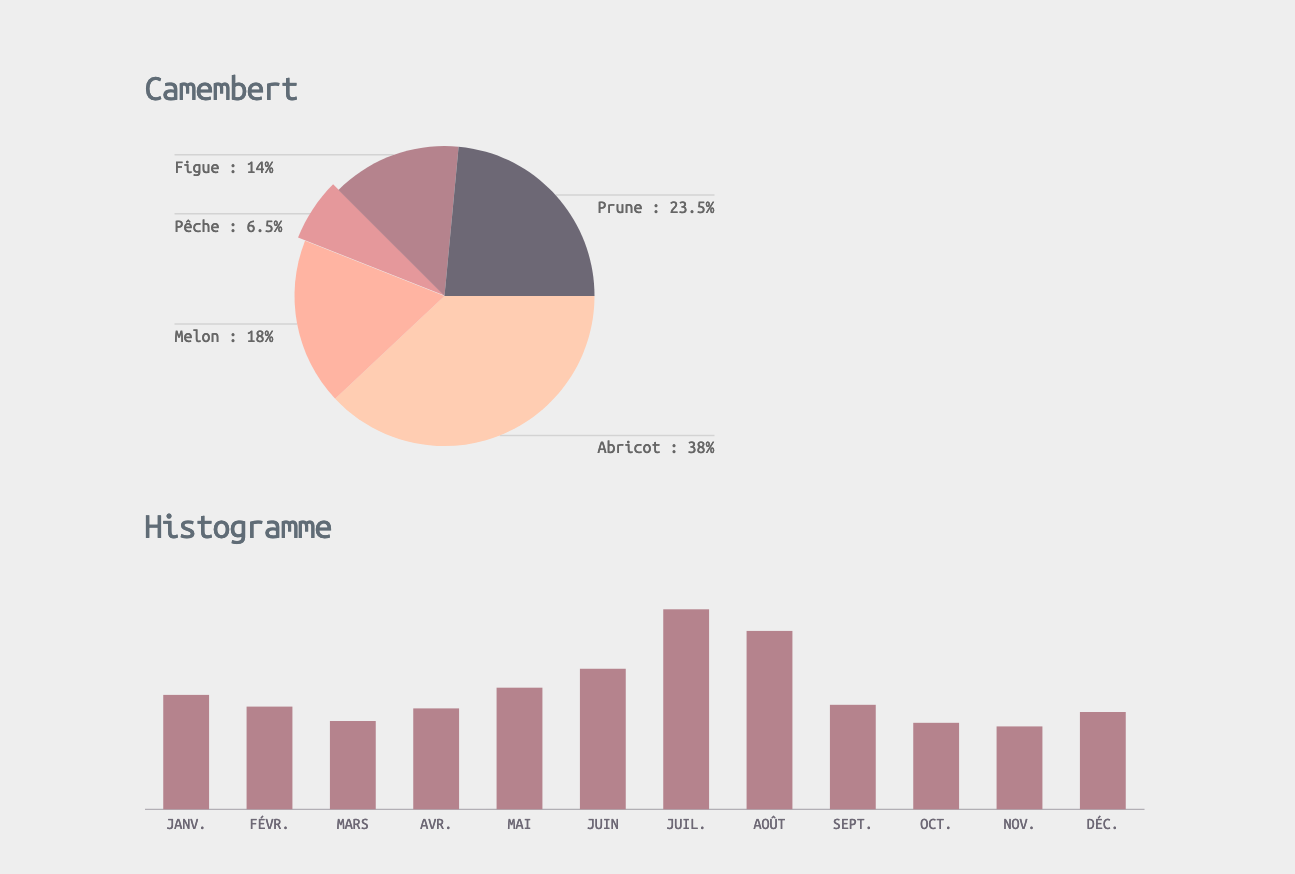 Camembert
Figue : 14%
Prune : 23.5%
Pêche : 6.5%
Melon : 18%
Abricot : 38%
Histogramme
JANV. FÉVR. MARS AVR. MAI JUIN JUIL. AOÛT SEPT. OCT. NOV. DÉC.